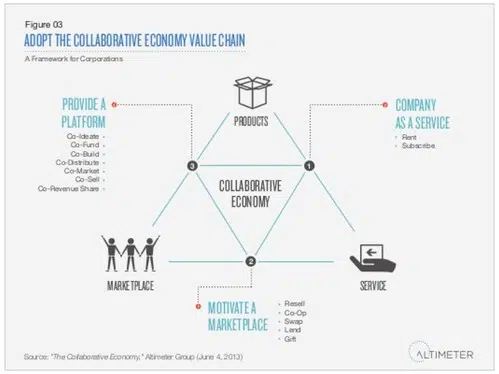 Figure 03
ADOPT THE COLLABORATIVE ECONOMY VALUE CHAIN
A Framework for Corporations
PROVIDE A
PLATFORM
Co-Ideate
Co-Fund
Co-Build
Co-Distribute
Co-Market
Co-Sell
Co-Revenue Share
PRODUCTS
COMPANY
AS A SERVICE
Rent
Subscribe
3
1
COLLABORATIVE
ECONOMY
MARKETPLACE
2
SERVICE
MOTIVATE A
MARKETPLACE
Resell
Co-Op
Swap
Lend
Gift
Source: "The Collaborative Economy," Altimeter Group (June 4, 2013)
ALTIMETER